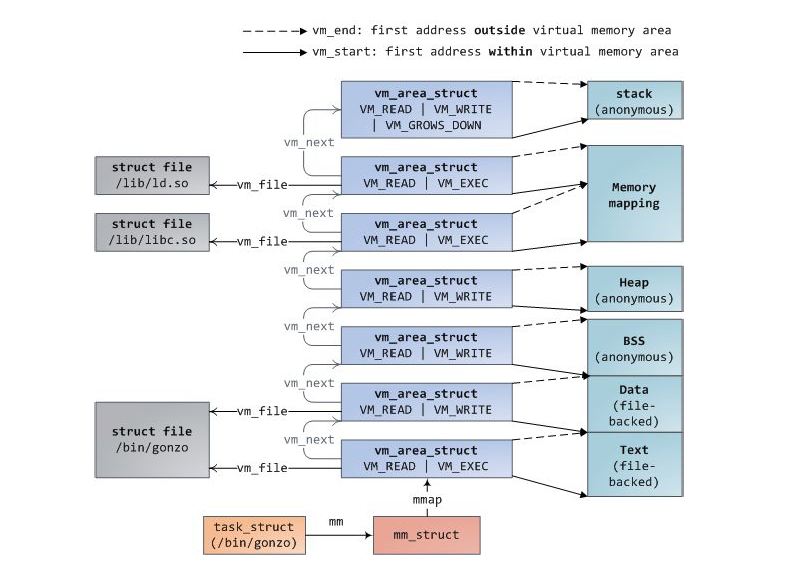 vm_end: first address outside virtual memory area
vm_start: first address within virtual memory area
vm_area_struct
VM_READ | VM_WRITE
| VM_GROWS_DOWN
stack
(anonymous)
vm_next
struct file
/lib/ld.so
vm_file
vm_area_struct
VM_READ | VM_EXEC
Memory
mapping
vm_next
struct file
/lib/libc.so
vm_file
vm_area_struct
VM_READ | VM_EXEC
vm_next
vm_area_struct
VM_READ | VM_WRITE
Heap
(anonymous)
vm_next
vm_area_struct
VM_READ | VM_WRITE
BSS
(anonymous)
vm_next
vm_file
vm_area_struct
VM_READ | VM_WRITE
Data
(file-
backed)
struct file
/bin/gonzo
vm_next
vm_file
vm_area_struct
VM_READ | VM_EXEC
Text
(file-
backed)
mmap
task_struct
(/bin/gonzo)
mm
mm_struct